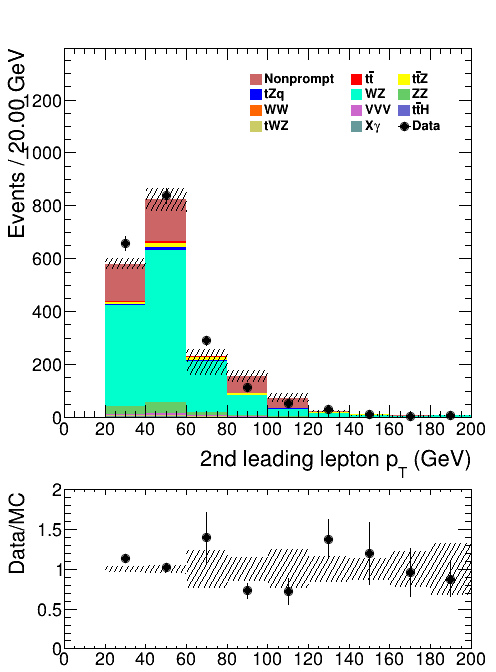 Events / 20.00 GeV
1200
1000
800
600
400
200
0
Nonprompt tt̄ tt̄Z
tZq WZ ZZ
WW VVV tt̄H
tWZ Xγ Data
0 20 40 60 80 100 120 140 160 180 200
2nd leading lepton p_T (GeV)
Data/MC
2
1.5
1
0.5
0
0 20 40 60 80 100 120 140 160 180 200